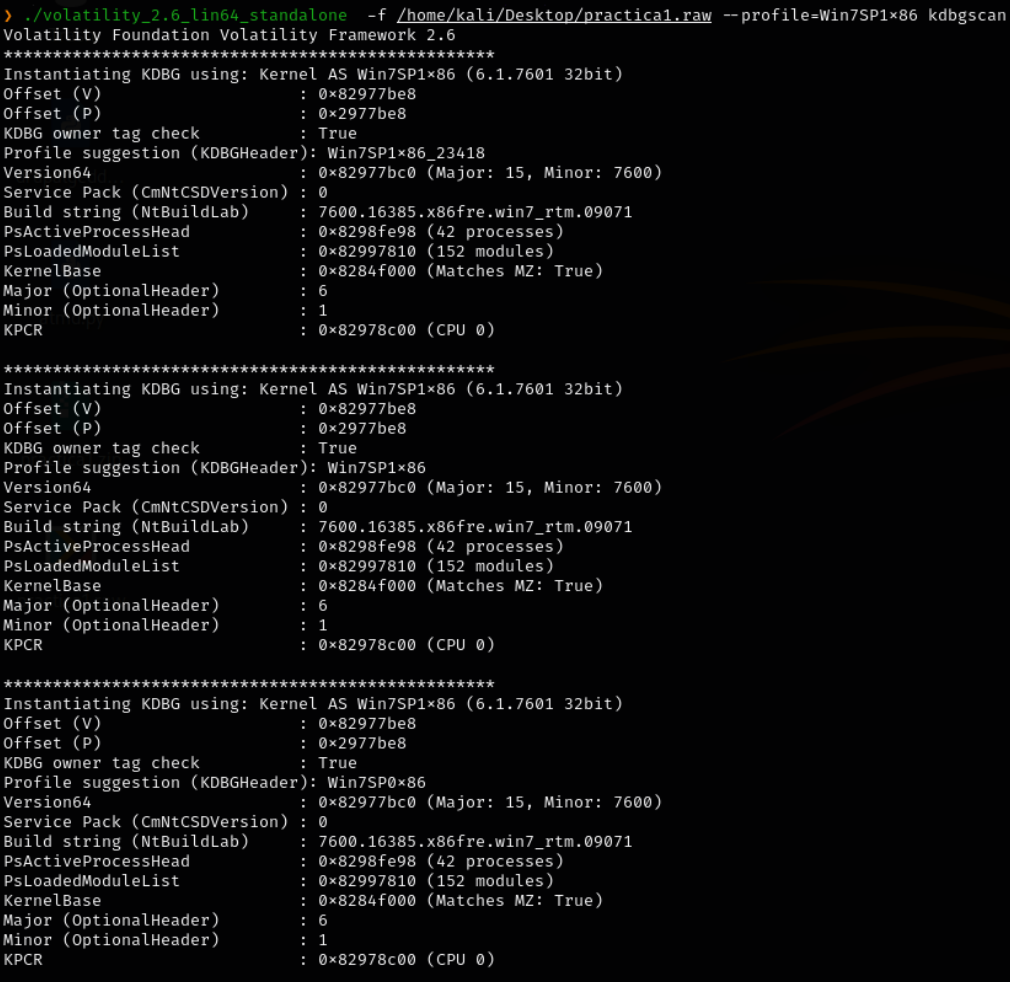 ❯ ./volatility_2.6_lin64_standalone  -f /home/kali/Desktop/practica1.raw --profile=Win7SP1×86 kdbgscan
Volatility Foundation Volatility Framework 2.6
**************************************************
Instantiating KDBG using: Kernel AS Win7SP1×86 (6.1.7601 32bit)
Offset (V)                    : 0×82977be8
Offset (P)                    : 0×2977be8
KDBG owner tag check          : True
Profile suggestion (KDBGHeader): Win7SP1×86_23418
Version64                     : 0×82977bc0 (Major: 15, Minor: 7600)
Service Pack (CmNtCSDVersion) : 0
Build string (NtBuildLab)     : 7600.16385.x86fre.win7_rtm.09071
PsActiveProcessHead           : 0×8298fe98 (42 processes)
PsLoadedModuleList            : 0×82997810 (152 modules)
KernelBase                    : 0×8284f000 (Matches MZ: True)
Major (OptionalHeader)        : 6
Minor (OptionalHeader)        : 1
KPCR                          : 0×82978c00 (CPU 0)
**************************************************
Instantiating KDBG using: Kernel AS Win7SP1×86 (6.1.7601 32bit)
Offset (V)                    : 0×82977be8
Offset (P)                    : 0×2977be8
KDBG owner tag check          : True
Profile suggestion (KDBGHeader): Win7SP1×86
Version64                     : 0×82977bc0 (Major: 15, Minor: 7600)
Service Pack (CmNtCSDVersion) : 0
Build string (NtBuildLab)     : 7600.16385.x86fre.win7_rtm.09071
PsActiveProcessHead           : 0×8298fe98 (42 processes)
PsLoadedModuleList            : 0×82997810 (152 modules)
KernelBase                    : 0×8284f000 (Matches MZ: True)
Major (OptionalHeader)        : 6
Minor (OptionalHeader)        : 1
KPCR                          : 0×82978c00 (CPU 0)
**************************************************
Instantiating KDBG using: Kernel AS Win7SP1×86 (6.1.7601 32bit)
Offset (V)                    : 0×82977be8
Offset (P)                    : 0×2977be8
KDBG owner tag check          : True
Profile suggestion (KDBGHeader): Win7SP0×86
Version64                     : 0×82977bc0 (Major: 15, Minor: 7600)
Service Pack (CmNtCSDVersion) : 0
Build string (NtBuildLab)     : 7600.16385.x86fre.win7_rtm.09071
PsActiveProcessHead           : 0×8298fe98 (42 processes)
PsLoadedModuleList            : 0×82997810 (152 modules)
KernelBase                    : 0×8284f000 (Matches MZ: True)
Major (OptionalHeader)        : 6
Minor (OptionalHeader)        : 1
KPCR                          : 0×82978c00 (CPU 0)